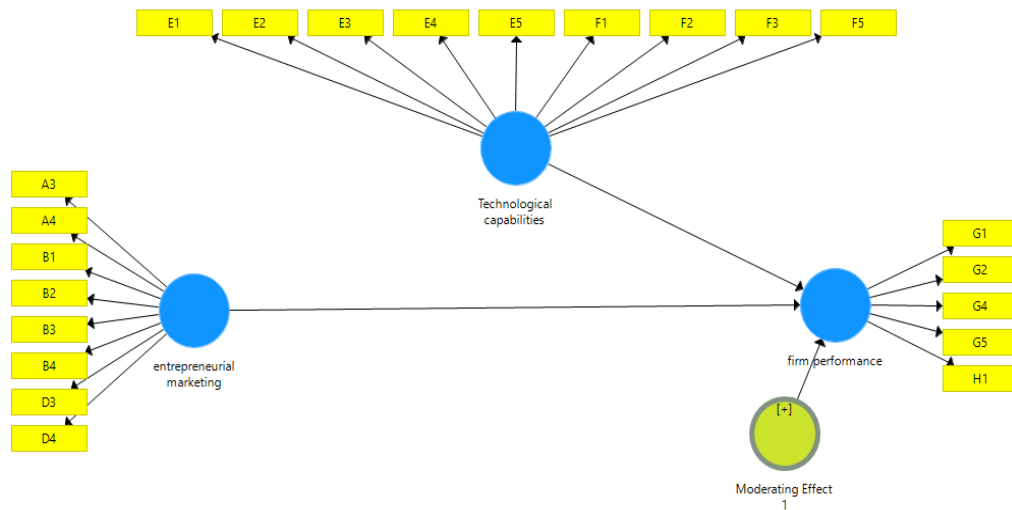 E1
E2
E3
E4
E5
F1
F2
F3
F5
Technological
capabilities
A3
A4
B1
B2
B3
B4
D3
D4
entrepreneurial
marketing
firm performance
G1
G2
G4
G5
H1
[+]
Moderating Effect
1